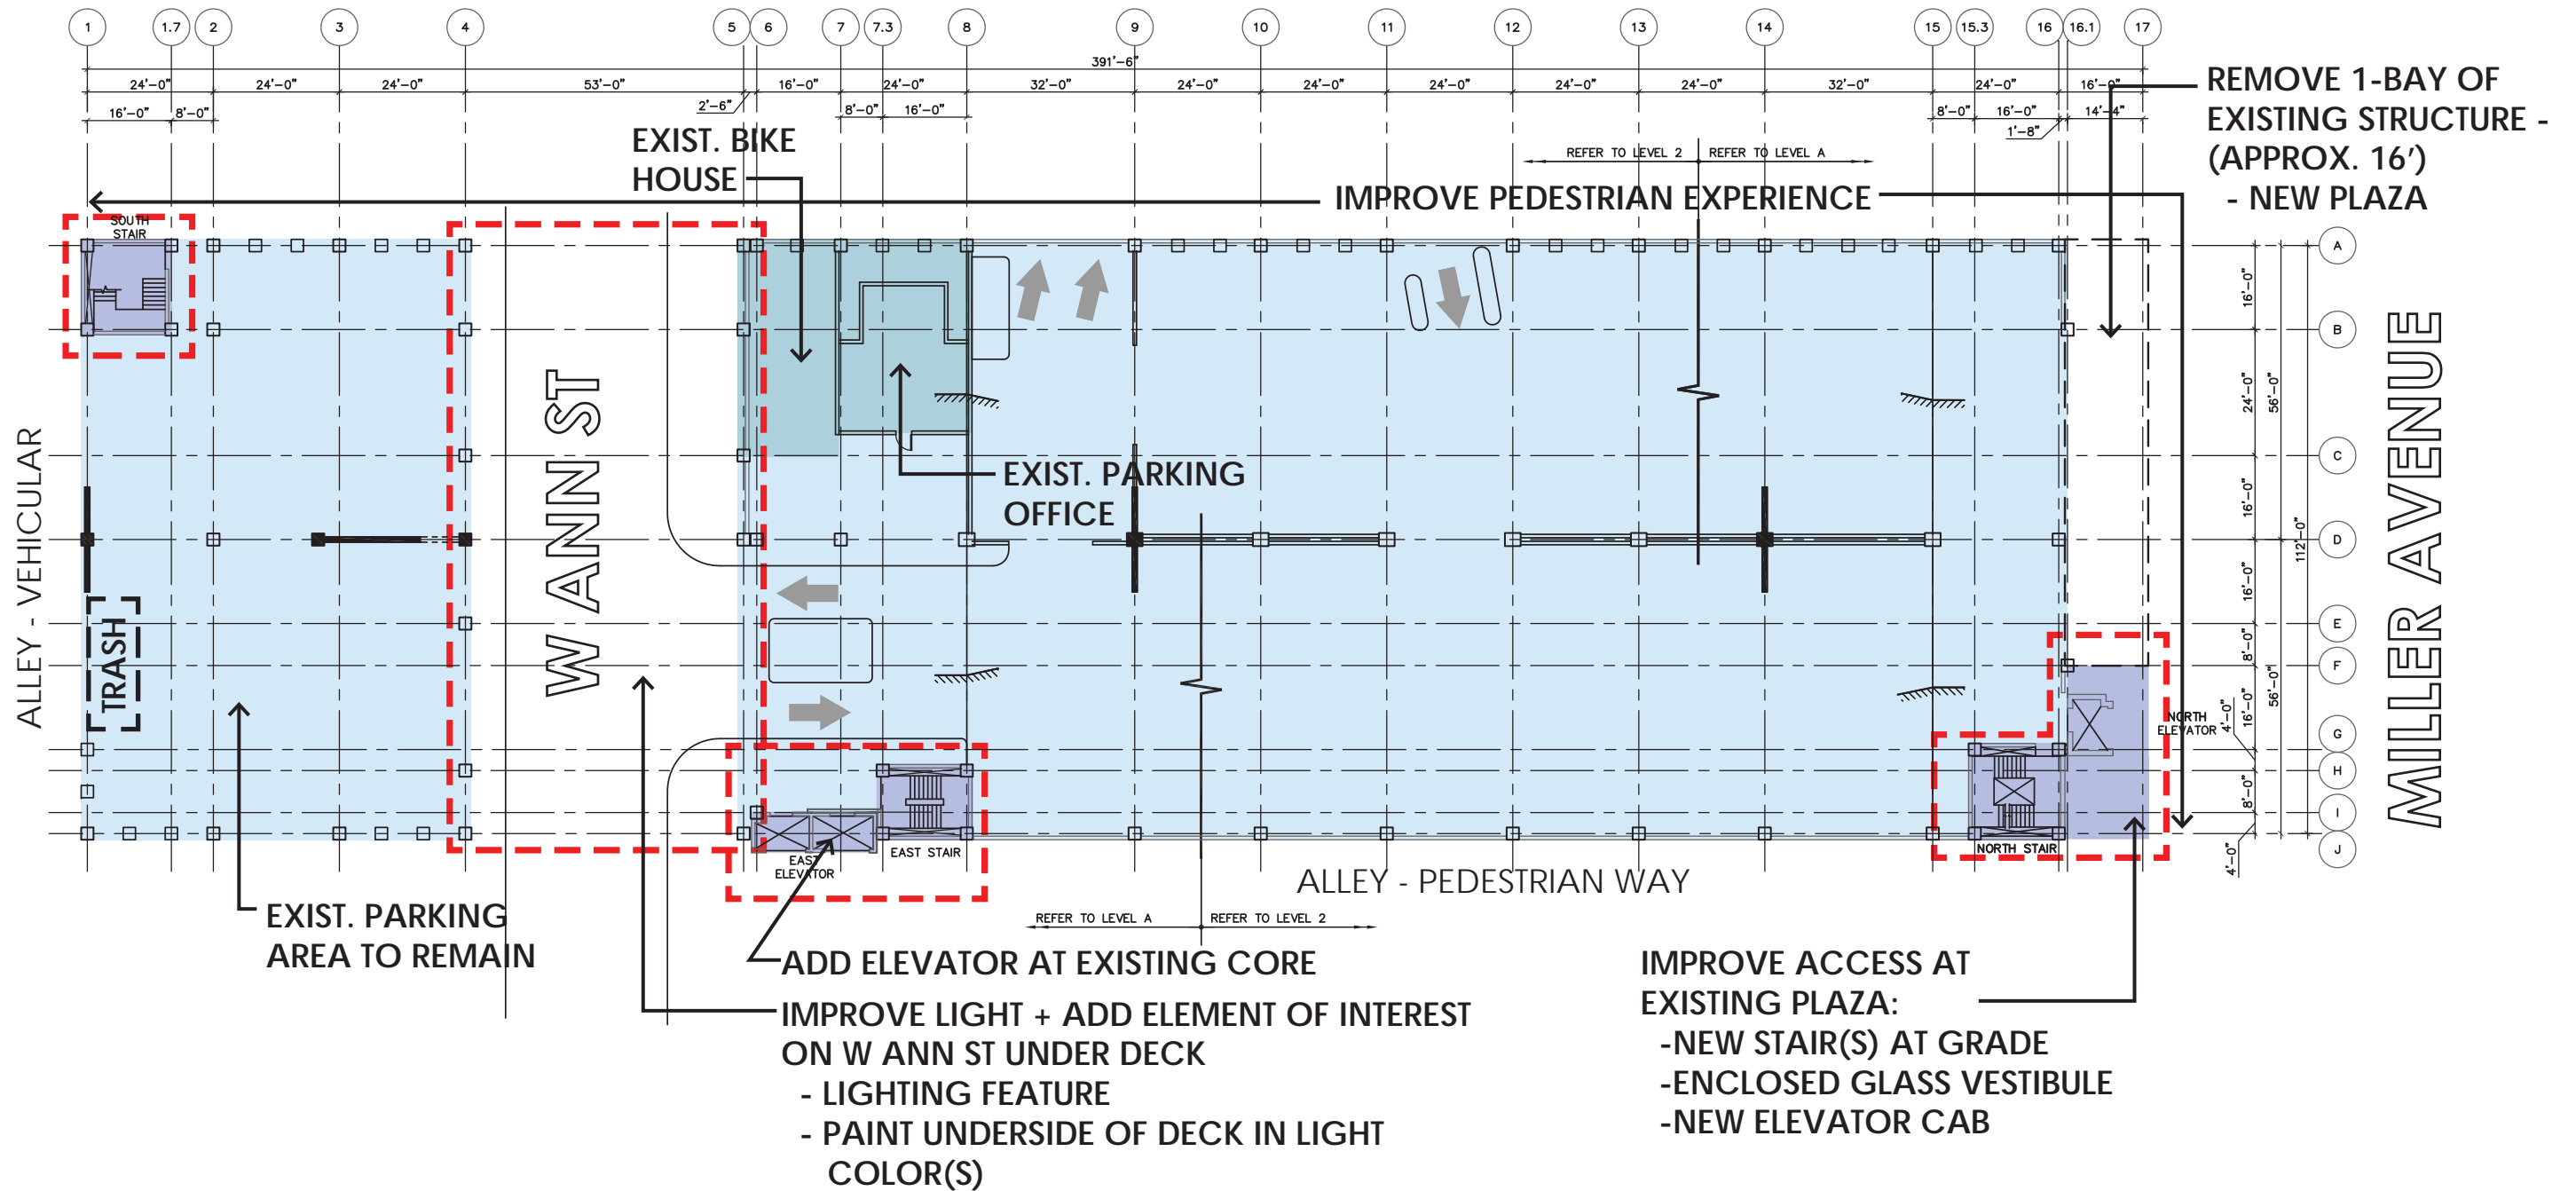 1 1.7 2 3 4 5 6 7 7.3 8 9 10 11 12 13 14 15 15.3 16 16.1 17
391'-6"
24'-0" 24'-0" 24'-0" 53'-0" 16'-0" 24'-0" 32'-0" 24'-0" 24'-0" 24'-0" 24'-0" 24'-0" 32'-0" 24'-0" 16'-0"
2'-6"
16'-0" 8'-0" 8'-0" 16'-0" 8'-0" 16'-0" 14'-4"
1'-8"
REMOVE 1-BAY OF
EXISTING STRUCTURE -
(APPROX. 16')
- NEW PLAZA
EXIST. BIKE
HOUSE
REFER TO LEVEL 2 REFER TO LEVEL A
IMPROVE PEDESTRIAN EXPERIENCE
SOUTH
STAIR
A
B
C
D
E
F
G
H
I
J
16'-0"
24'-0"
16'-0"
16'-0"
8'-0"
16'-0"
4'-0"
8'-0"
4'-0"
56'-0"
56'-0"
112'-0"
MILLER AVENUE
ALLEY - VEHICULAR
W ANN ST
TRASH
EXIST. PARKING
OFFICE
NORTH
ELEVATOR
NORTH STAIR
EAST STAIR
EAST
ELEVATOR
ALLEY - PEDESTRIAN WAY
REFER TO LEVEL A REFER TO LEVEL 2
EXIST. PARKING
AREA TO REMAIN
ADD ELEVATOR AT EXISTING CORE
IMPROVE LIGHT + ADD ELEMENT OF INTEREST
ON W ANN ST UNDER DECK
- LIGHTING FEATURE
- PAINT UNDERSIDE OF DECK IN LIGHT
COLOR(S)
IMPROVE ACCESS AT
EXISTING PLAZA:
-NEW STAIR(S) AT GRADE
-ENCLOSED GLASS VESTIBULE
-NEW ELEVATOR CAB